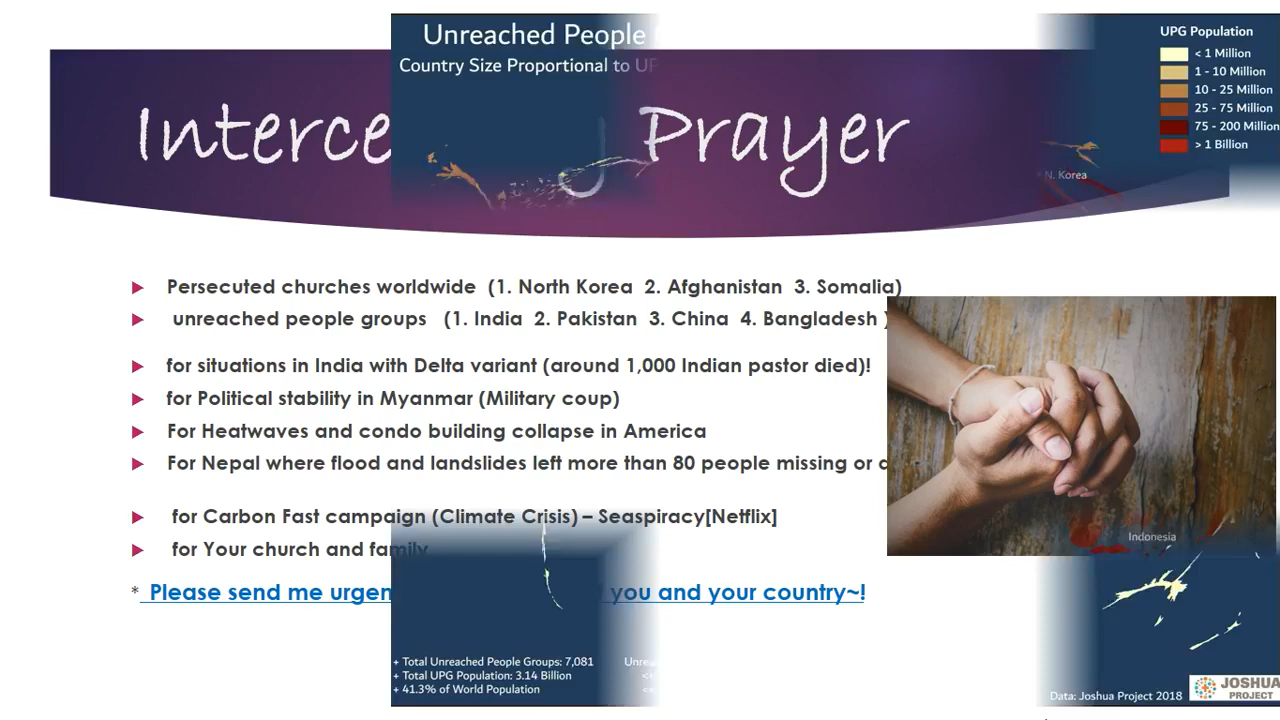 Unreached People
Country Size Proportional to UP
UPG Population
< 1 Million
1 - 10 Million
10 - 25 Million
25 - 75 Million
75 - 200 Million
> 1 Billion
Interce g Prayer
N. Korea
► Persecuted churches worldwide (1. North Korea 2. Afghanistan 3. Somalia)
► unreached people groups (1. India 2. Pakistan 3. China 4. Bangladesh )
► for situations in India with Delta variant (around 1,000 Indian pastor died)!
► for Political stability in Myanmar (Military coup)
► For Heatwaves and condo building collapse in America
► For Nepal where flood and landslides left more than 80 people missing or
► for Carbon Fast campaign (Climate Crisis) – Seaspiracy[Netflix]
Indonesia
► for Your church and family
* Please send me urgen you and your country~!
+ Total Unreached People Groups: 7,081
+ Total UPG Population: 3.14 Billion
+ 41.3% of World Population
Data: Joshua Project 2018
JOSHUA
PROJECT